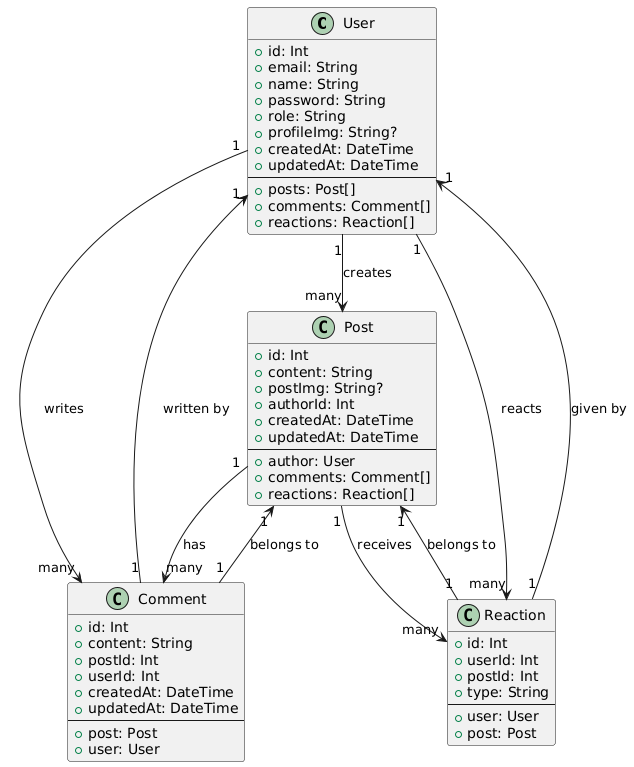 C User
id: Int
email: String
name: String
password: String
role: String
profileImg: String?
createdAt: DateTime
updatedAt: DateTime
posts: Post[]
comments: Comment[]
reactions: Reaction[]
1
1
1
1
creates
many
1
C Post
id: Int
content: String
postImg: String?
authorId: Int
createdAt: DateTime
updatedAt: DateTime
author: User
comments: Comment[]
reactions: Reaction[]
writes
written by
reacts
given by
1
1
1
1
has
belongs to
receives
belongs to
many
1
many
1
many
1
many
1
many
C Comment
id: Int
content: String
postId: Int
userId: Int
createdAt: DateTime
updatedAt: DateTime
post: Post
user: User
C Reaction
id: Int
userId: Int
postId: Int
type: String
user: User
post: Post